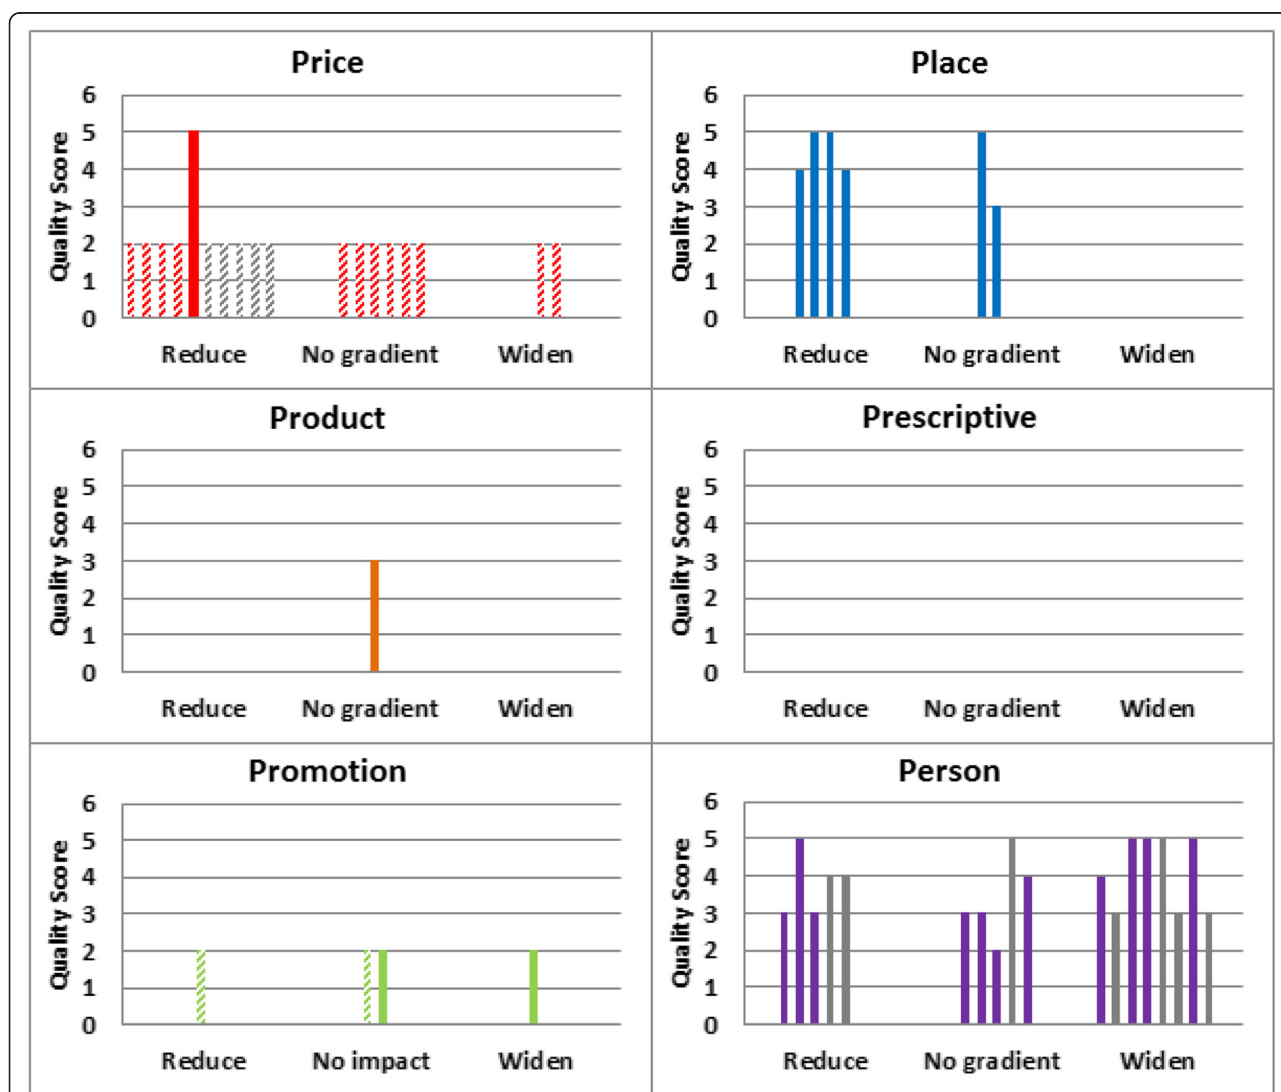 Price
6
5
4
3
2
1
0
Quality Score
Reduce No gradient Widen
Place
6
5
4
3
2
1
0
Quality Score
Reduce No gradient Widen
Product
6
5
4
3
2
1
0
Quality Score
Reduce No gradient Widen
Prescriptive
6
5
4
3
2
1
0
Quality Score
Reduce No gradient Widen
Promotion
6
5
4
3
2
1
0
Quality Score
Reduce No impact Widen
Person
6
5
4
3
2
1
0
Quality Score
Reduce No gradient Widen